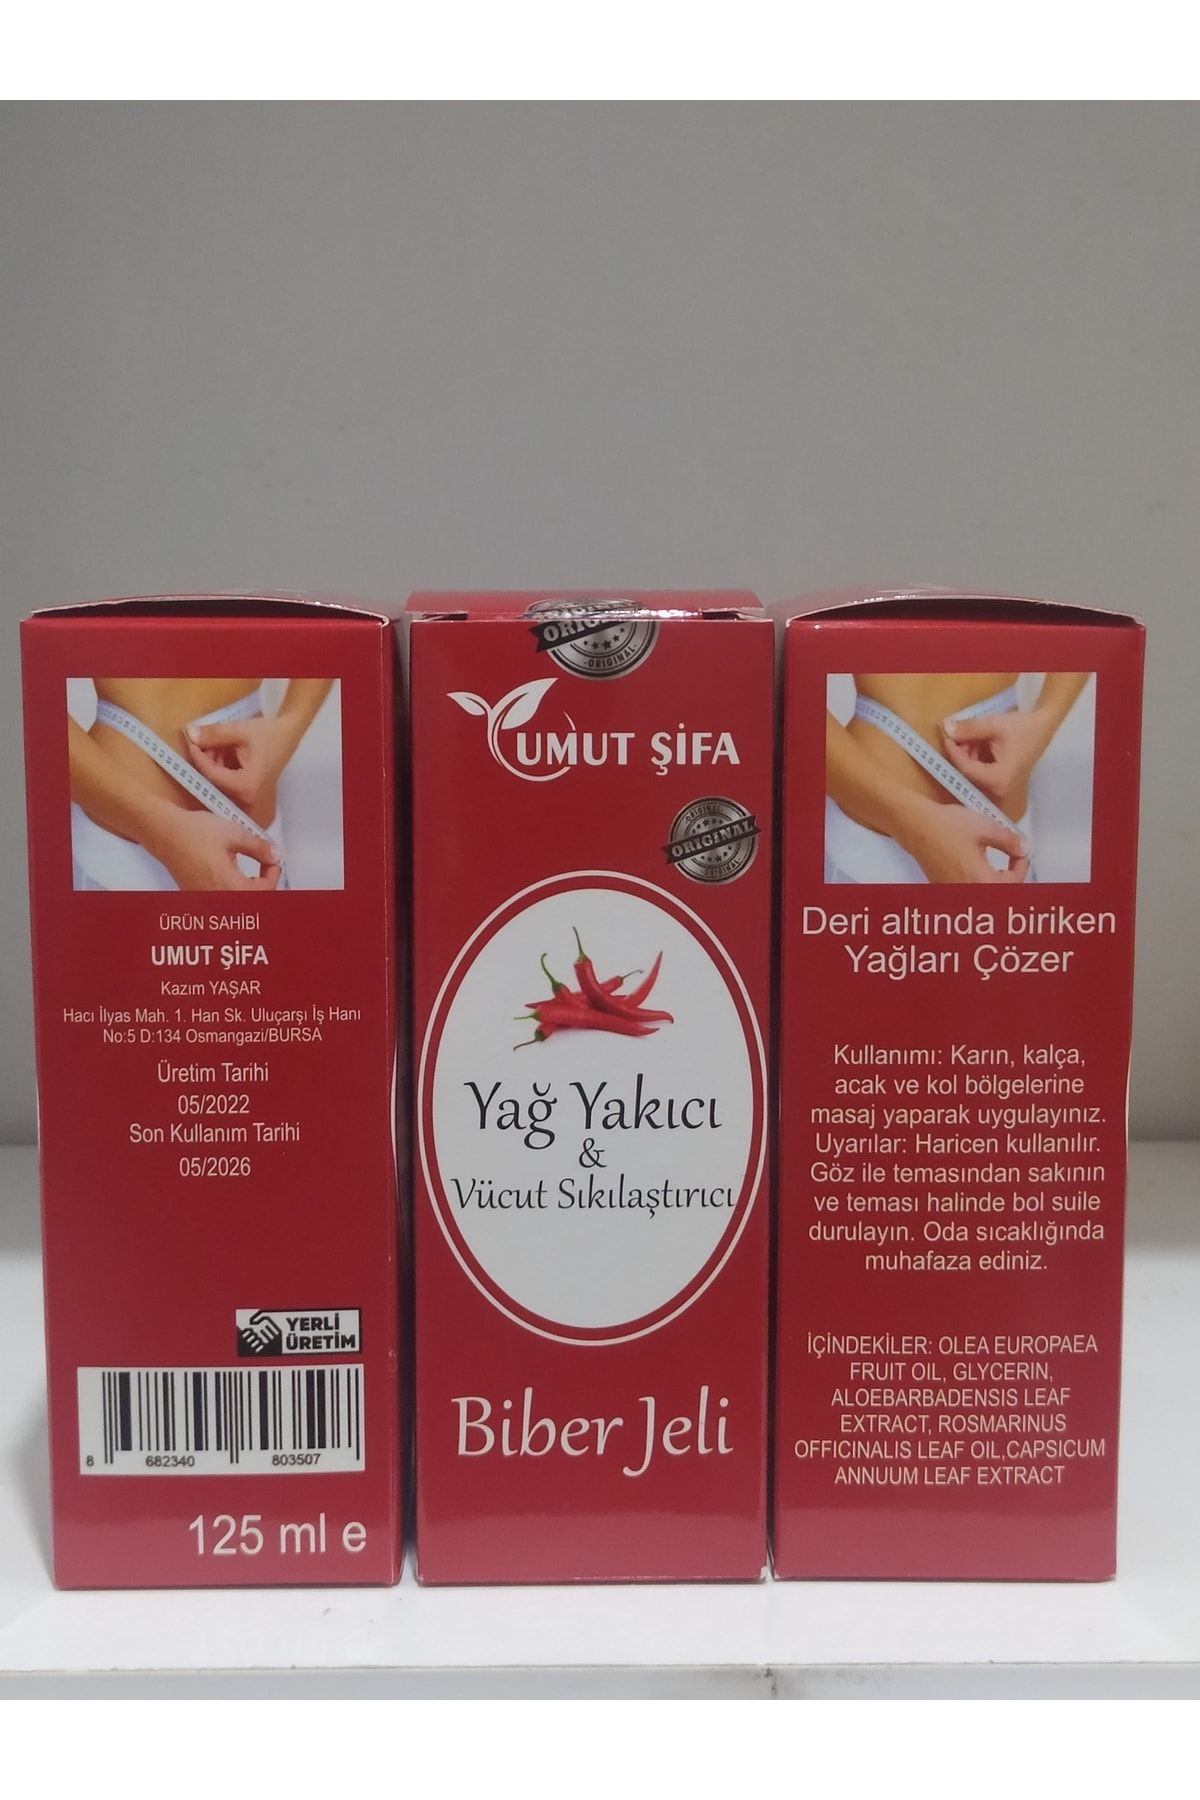 ÜRÜN SAHİBİ
UMUT ŞİFA
Kazım YAŞAR
Hacı İlyas Mah. 1. Han Sk. Uluçarşı İş Hanı
No:5 D:134 Osmangazi/BURSA
Üretim Tarihi
05/2022
Son Kullanım Tarihi
05/2026
YERLİ
ÜRETİM
8 682340 803507
125 ml e
ORIGINAL
UMUT ŞİFA
ORIGINAL
ORIGINAL
ORIGINAL
Yağ Yakıcı
&
Vücut Sıkılaştırıcı
Biber Jeli
Deri altında biriken
Yağları Çözer
Kullanımı: Karın, kalça,
acak ve kol bölgelerine
masaj yaparak uygulayınız.
Uyarılar: Haricen kullanılır.
Göz ile temasından sakının
ve teması halinde bol suile
durulayın. Oda sıcaklığında
muhafaza ediniz.
İÇİNDEKİLER: OLEA EUROPAEA
FRUIT OIL, GLYCERIN,
ALOEBARBADENSIS LEAF
EXTRACT, ROSMARINUS
OFFICINALIS LEAF OIL,CAPSICUM
ANNUUM LEAF EXTRACT